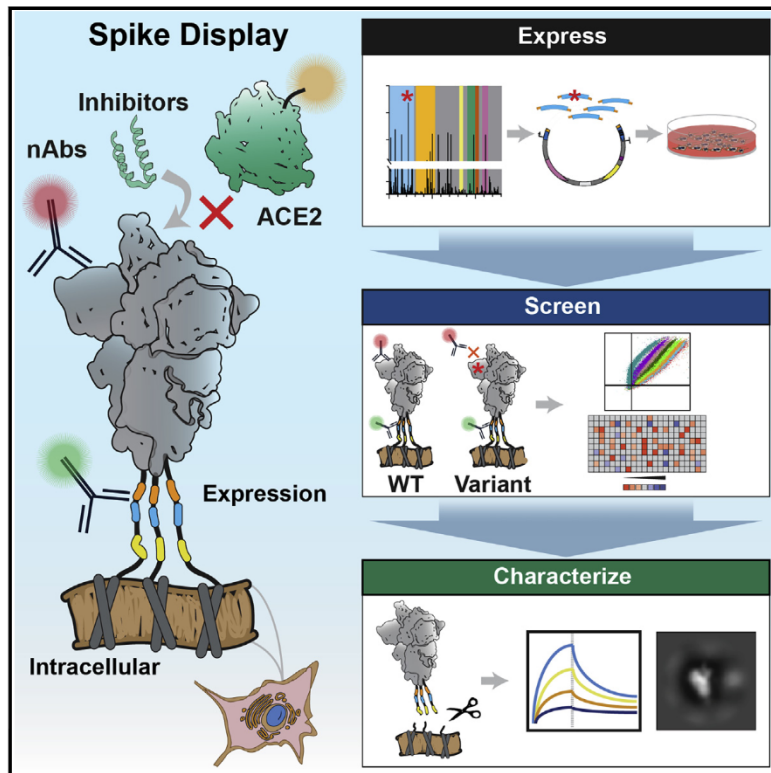 Spike Display
Inhibitors
nAbs
ACE2
Expression
Intracellular
Express
*
Screen
*
WT
Variant
Characterize